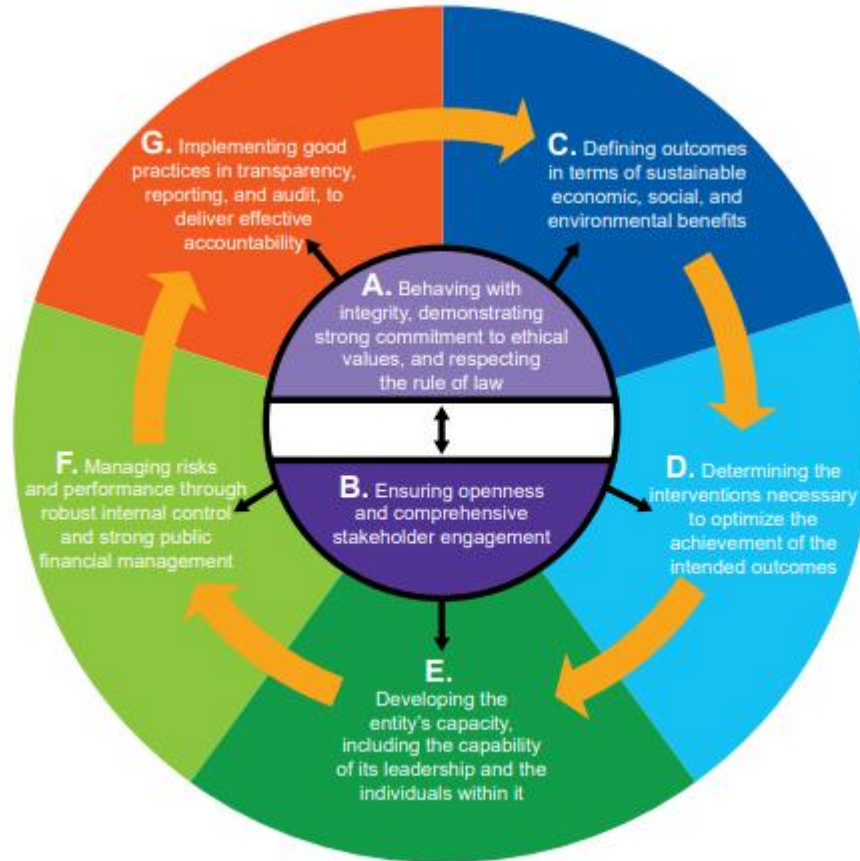 G. Implementing good
practices in transparency,
reporting, and audit, to
deliver effective
accountability
C. Defining outcomes
in terms of sustainable
economic, social, and
environmental benefits
A. Behaving with
integrity, demonstrating
strong commitment to ethical
values, and respecting
the rule of law
F. Managing risks
and performance through
robust internal control
and strong public
financial management
B. Ensuring openness
and comprehensive
stakeholder engagement
D. Determining the
interventions necessary
to optimize the
achievement of the
intended outcomes
E.
Developing the
entity's capacity,
including the capability
of its leadership and the
individuals within it